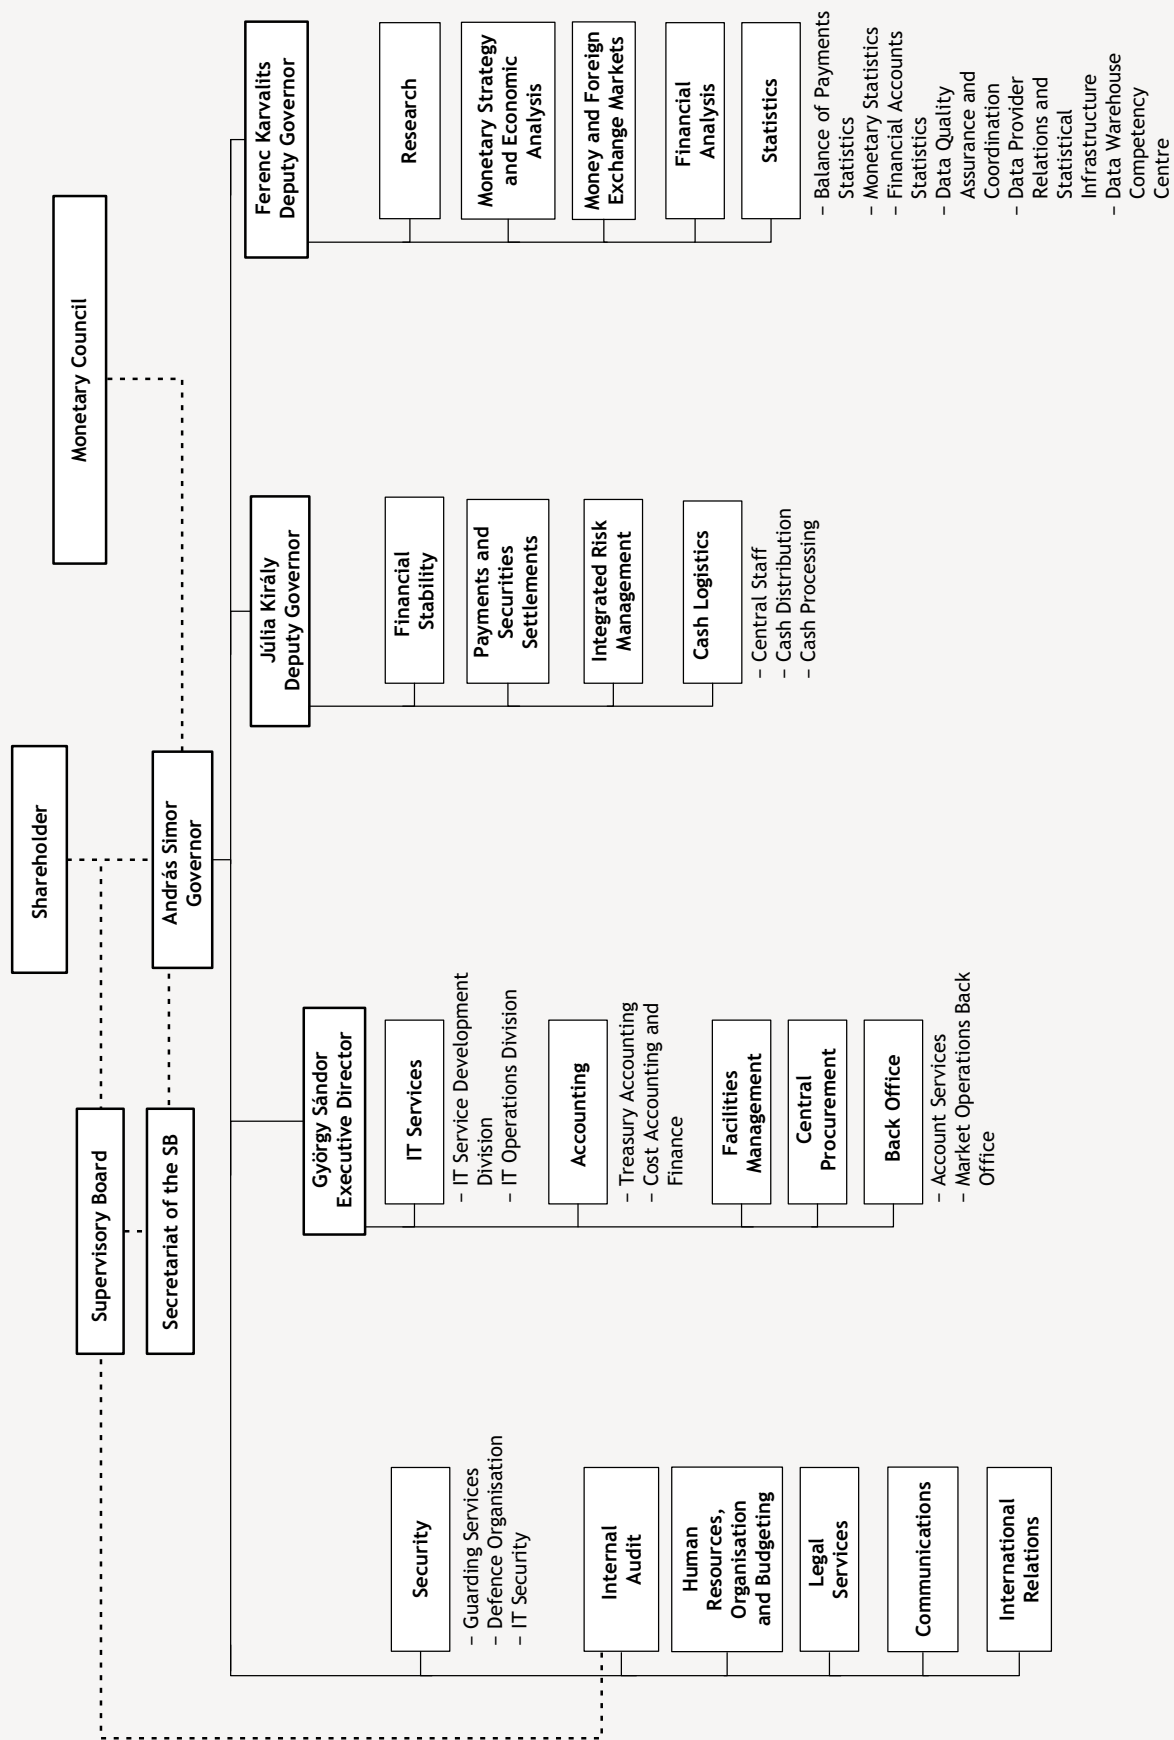 Shareholder
Monetary Council
Supervisory Board
Secretariat of the SB
András Simor
Governor
Security
– Guarding Services
– Defence Organisation
– IT Security
Internal
Audit
Human
Resources,
Organisation
and Budgeting
Legal
Services
Communications
International
Relations
György Sándor
Executive Director
IT Services
– IT Service Development
Division
– IT Operations Division
Accounting
– Treasury Accounting
– Cost Accounting and
Finance
Facilities
Management
Central
Procurement
Back Office
– Account Services
– Market Operations Back
Office
Júlia Király
Deputy Governor
Financial
Stability
Payments and
Securities
Settlements
Integrated Risk
Management
Cash Logistics
– Central Staff
– Cash Distribution
– Cash Processing
Ferenc Karvalits
Deputy Governor
Research
Monetary Strategy
and Economic
Analysis
Money and Foreign
Exchange Markets
Financial
Analysis
Statistics
– Balance of Payments
Statistics
– Monetary Statistics
– Financial Accounts
Statistics
– Data Quality
Assurance and
Coordination
– Data Provider
Relations and
Statistical
Infrastructure
– Data Warehouse
Competency
Centre